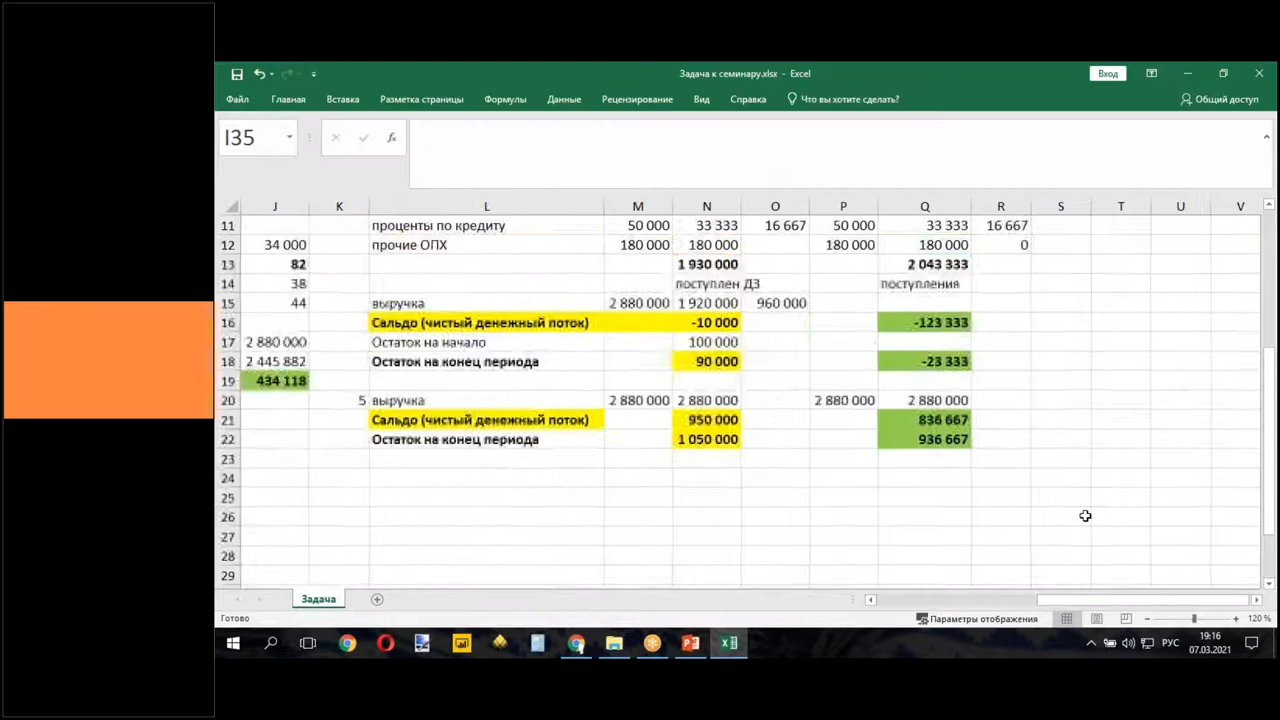 Задача к семинару.xlsx - Excel
Вход
Файл Главная Вставка Разметка страницы Формулы Данные Рецензирование Вид Справка Что вы хотите сделать? Общий доступ
I35 fx
J K L M N O P Q R S T U V
11 проценты по кредиту 50 000 33 333 16 667 50 000 33 333 16 667
12 34 000 прочие ОПХ 180 000 180 000 180 000 180 000 0
13 82 1 930 000 2 043 333
14 38 поступлен ДЗ поступления
15 44 выручка 2 880 000 1 920 000 960 000
16 Сальдо (чистый денежный поток) -10 000 -123 333
17 2 880 000 Остаток на начало 100 000
18 2 445 882 Остаток на конец периода 90 000 -23 333
19 434 118
20 5 выручка 2 880 000 2 880 000 2 880 000 2 880 000
21 Сальдо (чистый денежный поток) 950 000 836 667
22 Остаток на конец периода 1 050 000 936 667
23
24
25
26
27
28
29
Задача
Готово Параметры отображения 120 %
РУС 19:16
07.03.2021